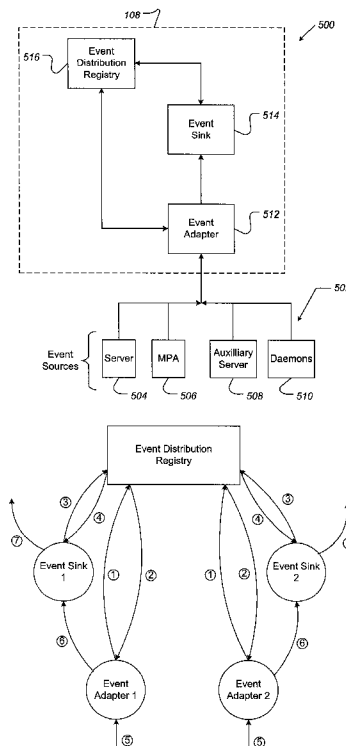 108
500
516
Event
Distribution
Registry
Event
Sink
514
Event
Adapter
512
502
Event
Sources
Server
MPA
Auxilliary
Server
Daemons
504
506
508
510
Event Distribution
Registry
③
④
①
②
①
②
③
④
⑦
Event Sink
1
Event Sink
2
⑥
⑥
Event
Adapter 1
Event
Adapter 2
⑤
⑤